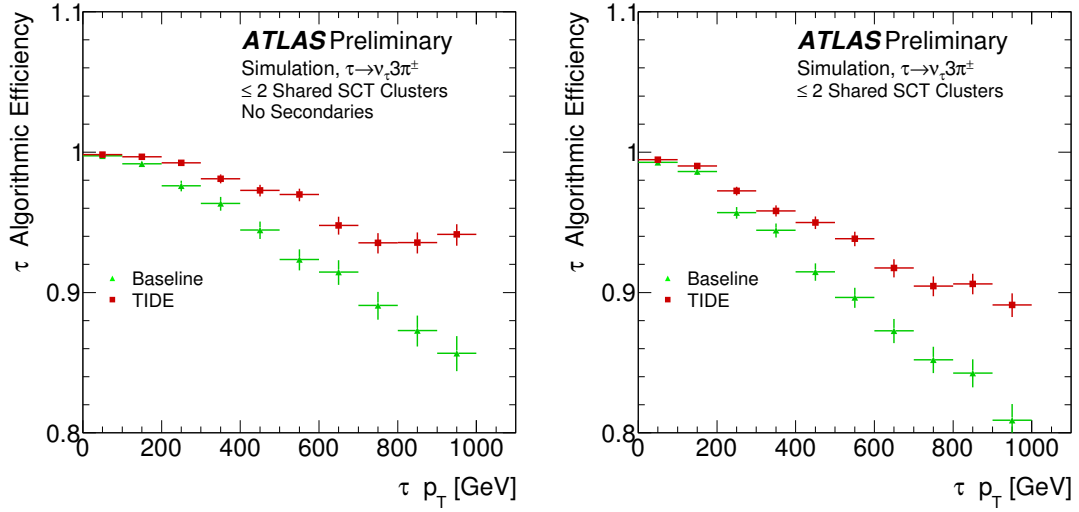 τ Algorithmic Efficiency
1.1
1
0.9
0.8
ATLAS Preliminary
Simulation, τ→ν_τ3π±
≤ 2 Shared SCT Clusters
No Secondaries
Baseline
TIDE
0 200 400 600 800 1000
τ p_T [GeV]
τ Algorithmic Efficiency
1.1
1
0.9
0.8
ATLAS Preliminary
Simulation, τ→ν_τ3π±
≤ 2 Shared SCT Clusters
Baseline
TIDE
0 200 400 600 800 1000
τ p_T [GeV]